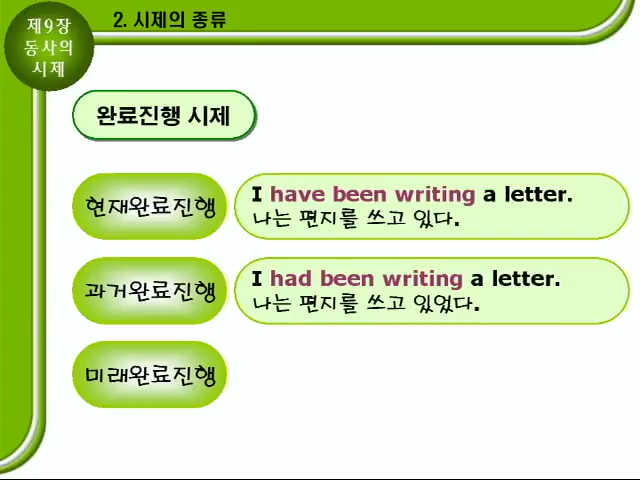 제9장
동사의
시제
2. 시제의 종류
완료진행 시제
현재완료진행
I have been writing a letter.
나는 편지를 쓰고 있다.
과거완료진행
I had been writing a letter.
나는 편지를 쓰고 있었다.
미래완료진행